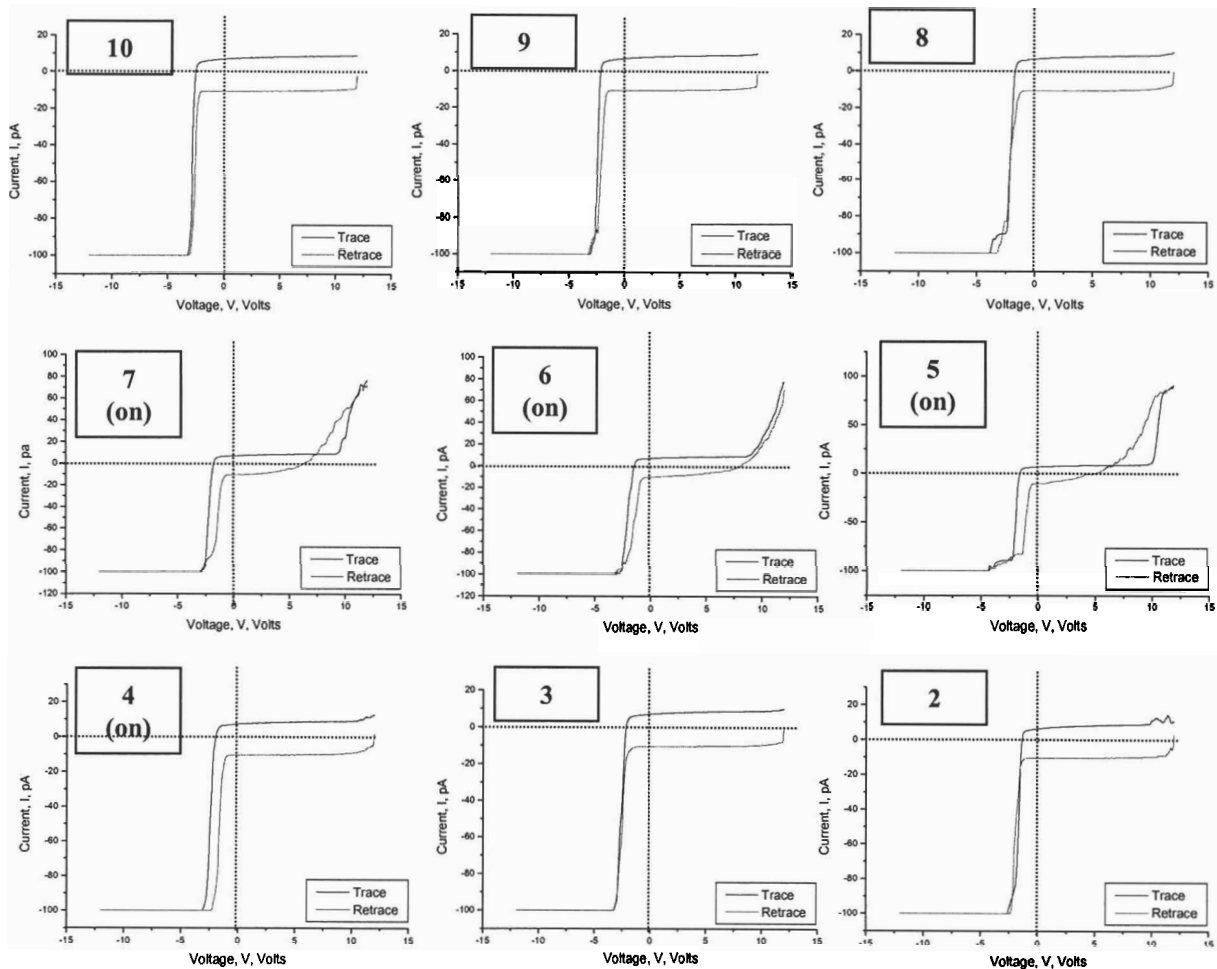 10
20
0
-20
-40
-60
-80
-100
Current, I, pA
Trace
Retrace
-15 -10 -5 0 5 10 15
Voltage, V, Volts
9
20
0
-20
-40
-60
-80
-100
Current, I, pA
Trace
Retrace
-15 -10 -5 0 5 10 15
Voltage, V, Volts
8
20
0
-20
-40
-60
-80
-100
Current, I, pA
Trace
Retrace
-15 -10 -5 0 5 10 15
Voltage, V, Volts
7
(on)
100
80
60
40
20
0
-20
-40
-60
-80
-100
-120
Current, I, pa
Trace
Retrace
-15 -10 -5 0 5 10 15
Voltage, V, Volts
6
(on)
100
80
60
40
20
0
-20
-40
-60
-80
-100
-120
Current, I, pA
Trace
Retrace
-15 -10 -5 0 5 10 15
Voltage, V, Volts
5
(on)
100
50
0
-50
-100
Current, I, pA
Trace
Retrace
-15 -10 -5 0 5 10 15
Voltage, V, Volts
4
(on)
20
0
-20
-40
-60
-80
-100
Current, I, pA
Trace
Retrace
-15 -10 -5 0 5 10 15
Voltage, V, Volts
3
20
0
-20
-40
-60
-80
-100
Current, I, pA
Trace
Retrace
-15 -10 -5 0 5 10 15
Voltage, V, Volts
2
20
0
-20
-40
-60
-80
-100
Current, I, pA
Trace
Retrace
-15 -10 -5 0 5 10 15
Voltage, V, Volts